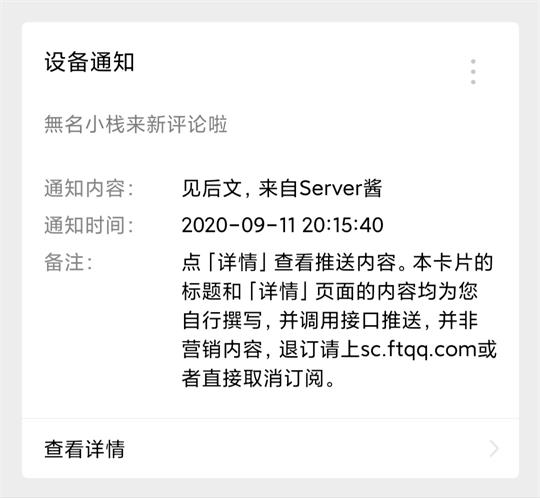 设备通知
無名小栈来新评论啦
通知内容： 见后文，来自Server酱
通知时间： 2020-09-11 20:15:40
备注： 点「详情」查看推送内容。本卡片的
标题和「详情」页面的内容均为您
自行撰写，并调用接口推送，并非
营销内容，退订请上sc.ftqq.com或
者直接取消订阅。
查看详情